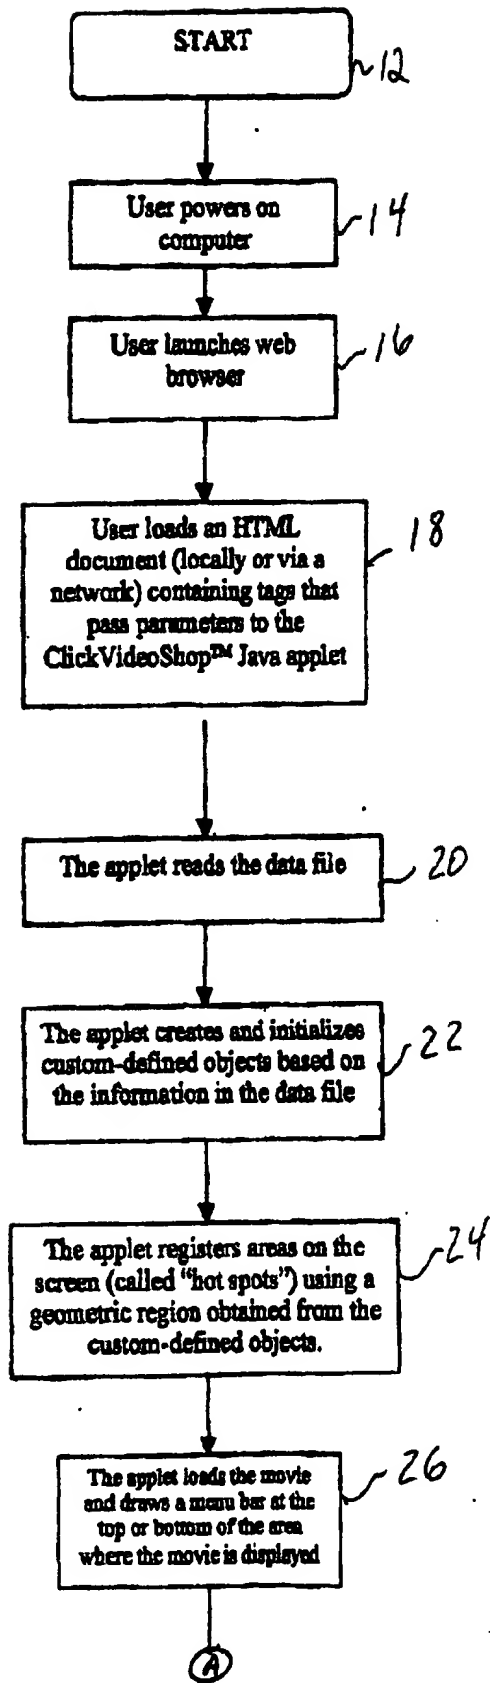 START
12
User powers on
computer
14
User launches web
browser
16
User loads an HTML
document (locally or via a
network) containing tags that
pass parameters to the
ClickVideoShop™ Java applet
18
The applet reads the data file
20
The applet creates and initializes
custom-defined objects based on
the information in the data file
22
The applet registers areas on the
screen (called “hot spots”) using a
geometric region obtained from the
custom-defined objects.
24
The applet loads the movie
and draws a menu bar at the
top or bottom of the area
where the movie is displayed
26
A